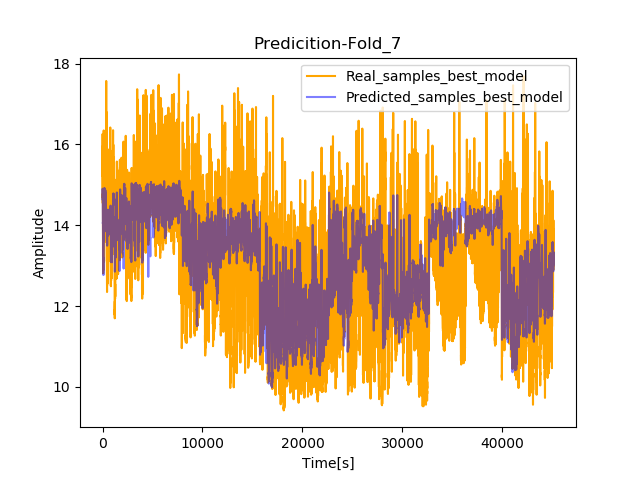 Predicition-Fold_7
Real_samples_best_model
Predicted_samples_best_model
Amplitude
18
16
14
12
10
0 10000 20000 30000 40000
Time[s]